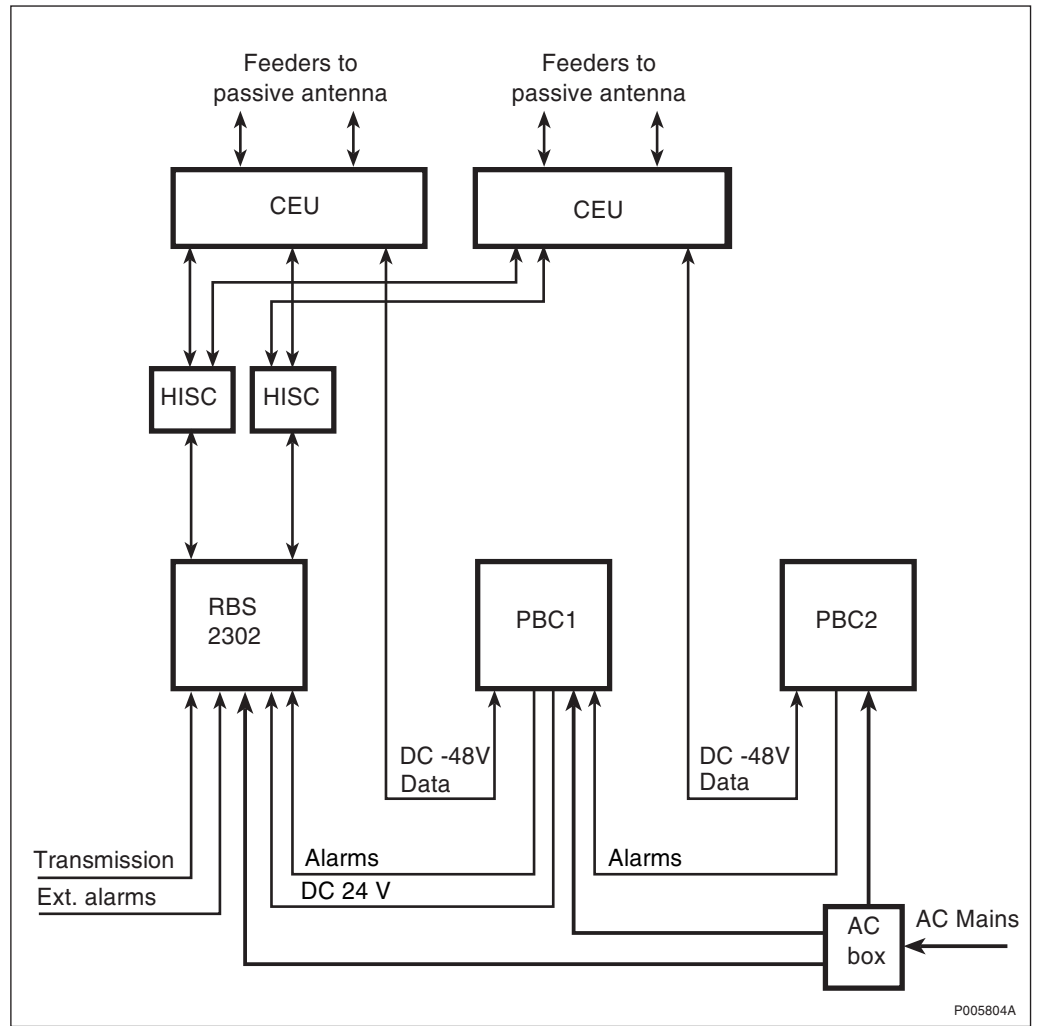 Feeders to
passive antenna
Feeders to
passive antenna
CEU
CEU
HISC
HISC
RBS
2302
PBC1
PBC2
DC -48V
Data
DC -48V
Data
Transmission
Alarms
Alarms
Ext. alarms
DC 24 V
AC
box
AC Mains
P005804A